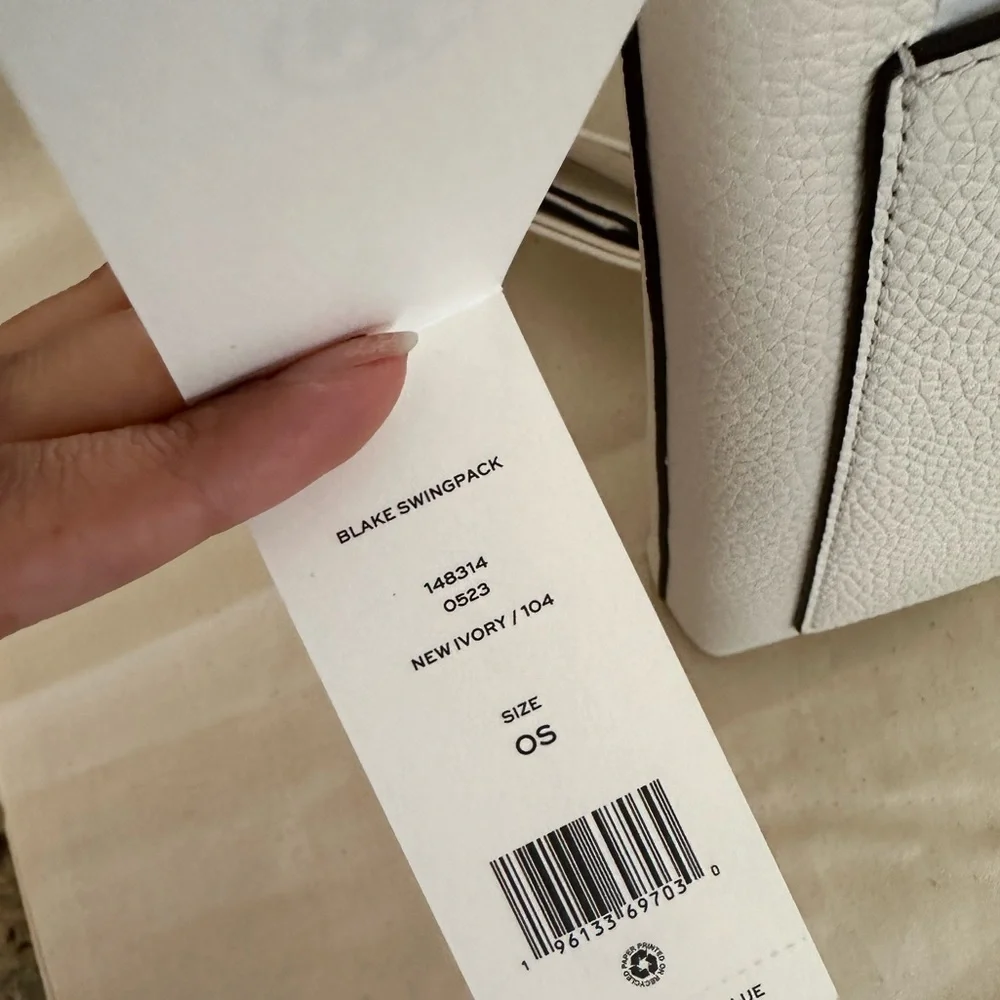 BLAKE SWINGPACK
148314
0523
NEW IVORY / 104
SIZE
OS
1 96133 69703 0
PAPER PRINTED ON RECYCLED